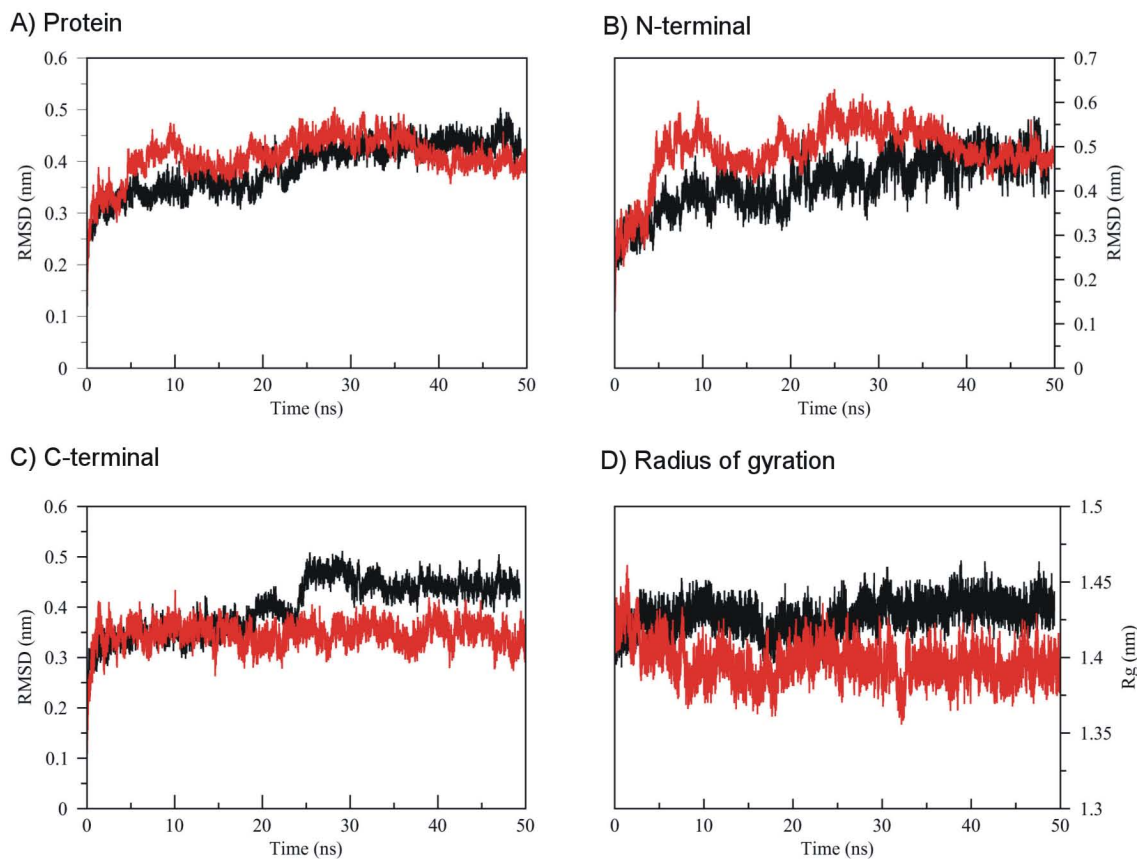 A) Protein
0.6
0.5
0.4
0.3
0.2
0.1
0
RMSD (nm)
0 10 20 30 40 50
Time (ns)
B) N-terminal
0.7
0.6
0.5
0.4
0.3
0.2
0.1
0
RMSD (nm)
0 10 20 30 40 50
Time (ns)
C) C-terminal
0.6
0.5
0.4
0.3
0.2
0.1
0
RMSD (nm)
0 10 20 30 40 50
Time (ns)
D) Radius of gyration
1.5
1.45
1.4
1.35
1.3
Rg (nm)
0 10 20 30 40 50
Time (ns)